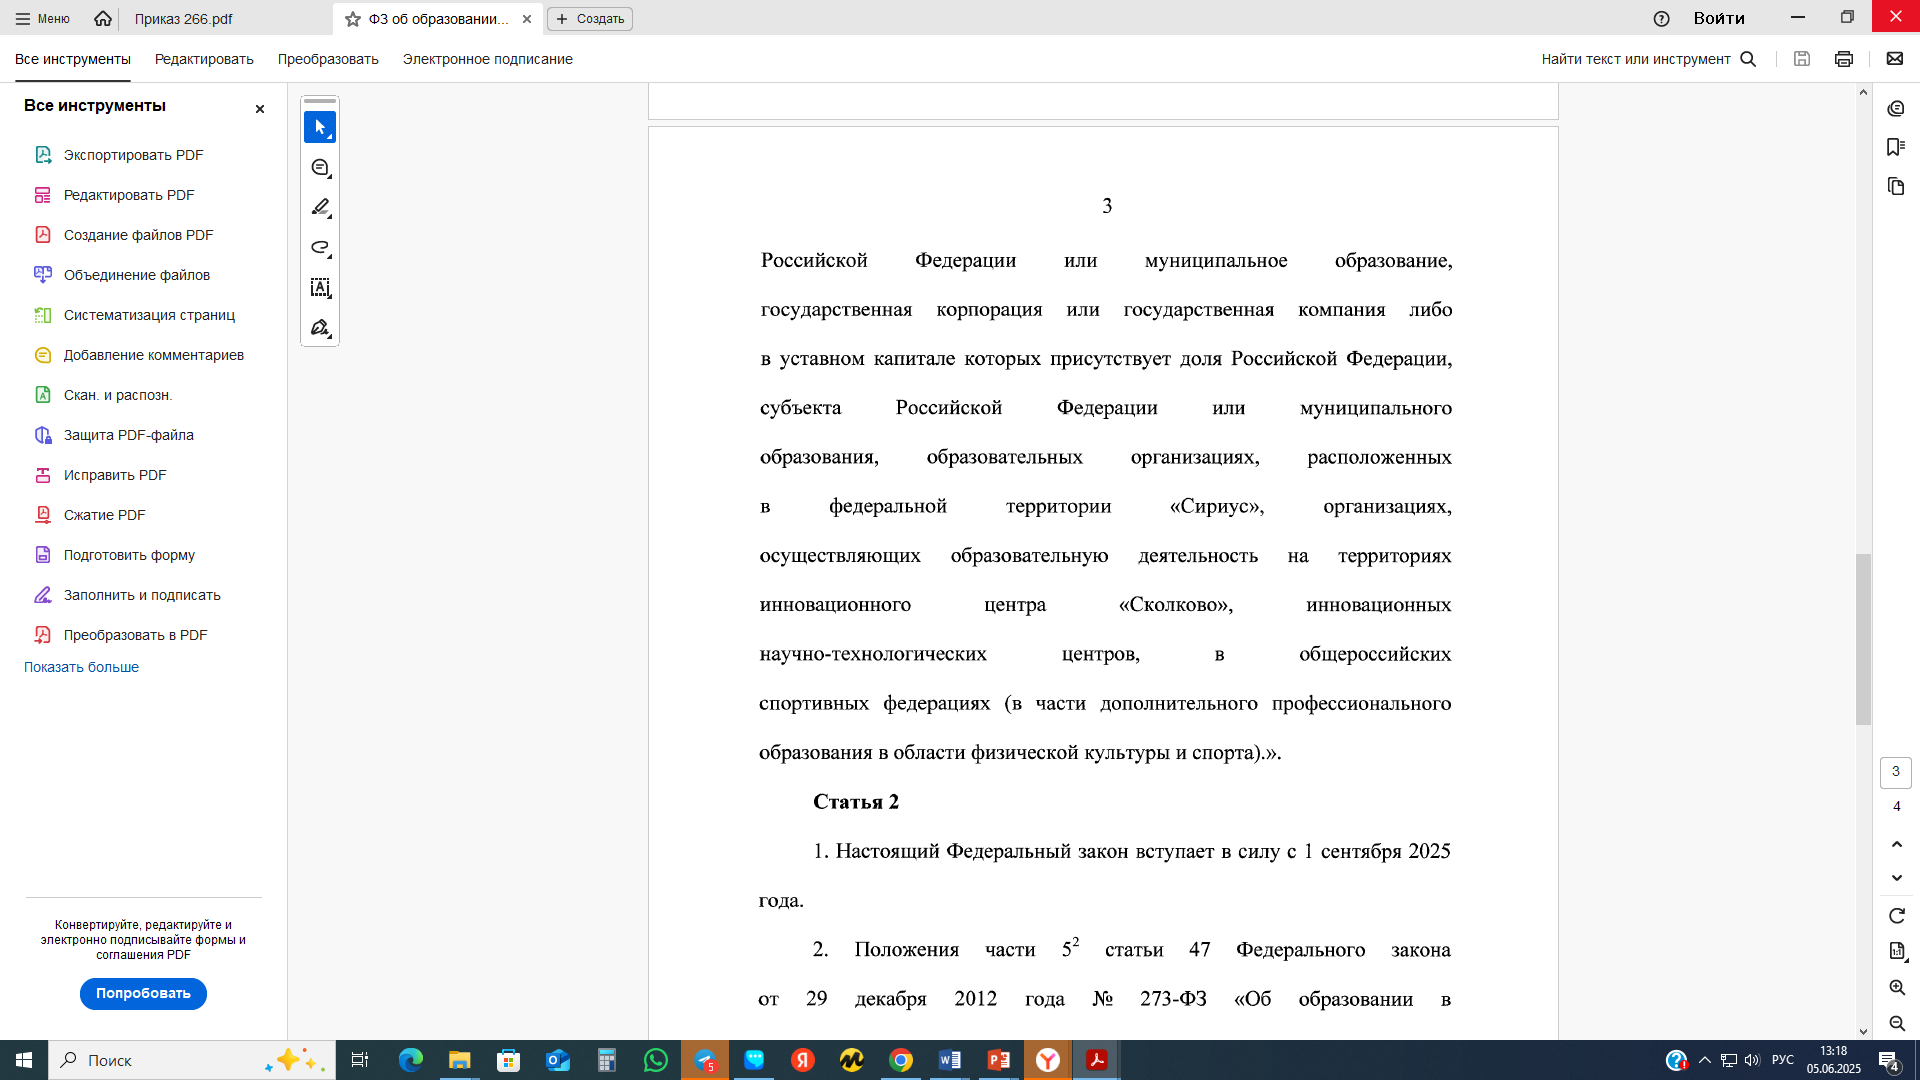 Меню
Приказ 266.pdf
ФЗ об образовании...
Создать
Войти
Все инструменты
Редактировать
Преобразовать
Электронное подписание
Найти текст или инструмент
Все инструменты
Экспортировать PDF
Редактировать PDF
Создание файлов PDF
Объединение файлов
Систематизация страниц
Добавление комментариев
Скан. и распозн.
Защита PDF-файла
Исправить PDF
Сжатие PDF
Подготовить форму
Заполнить и подписать
Преобразовать в PDF
Показать больше
Конвертируйте, редактируйте и
электронно подписывайте формы и
соглашения PDF
Попробовать
3
Российской Федерации или муниципальное образование,
государственная корпорация или государственная компания либо
в уставном капитале которых присутствует доля Российской Федерации,
субъекта Российской Федерации или муниципального
образования, образовательных организациях, расположенных
в федеральной территории «Сириус», организациях,
осуществляющих образовательную деятельность на территориях
инновационного центра «Сколково», инновационных
научно-технологических центров, в общероссийских
спортивных федерациях (в части дополнительного профессионального
образования в области физической культуры и спорта).».
Статья 2
1. Настоящий Федеральный закон вступает в силу с 1 сентября 2025
года.
2. Положения части 5² статьи 47 Федерального закона
от 29 декабря 2012 года № 273-ФЗ «Об образовании в
3
4
Поиск
5
РУС
13:18
05.06.2025
4